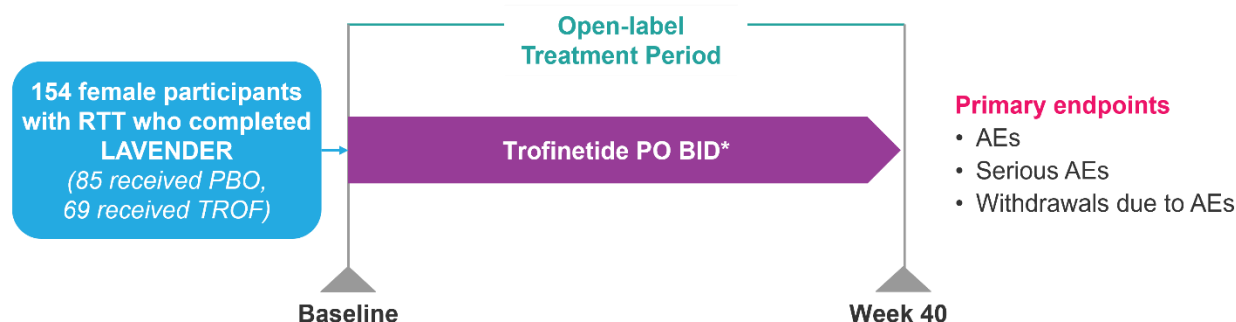 Open-label
Treatment Period
154 female participants
with RTT who completed
LAVENDER
(85 received PBO,
69 received TROF)
Trofinetide PO BID*
Primary endpoints
• AEs
• Serious AEs
• Withdrawals due to AEs
Baseline
Week 40